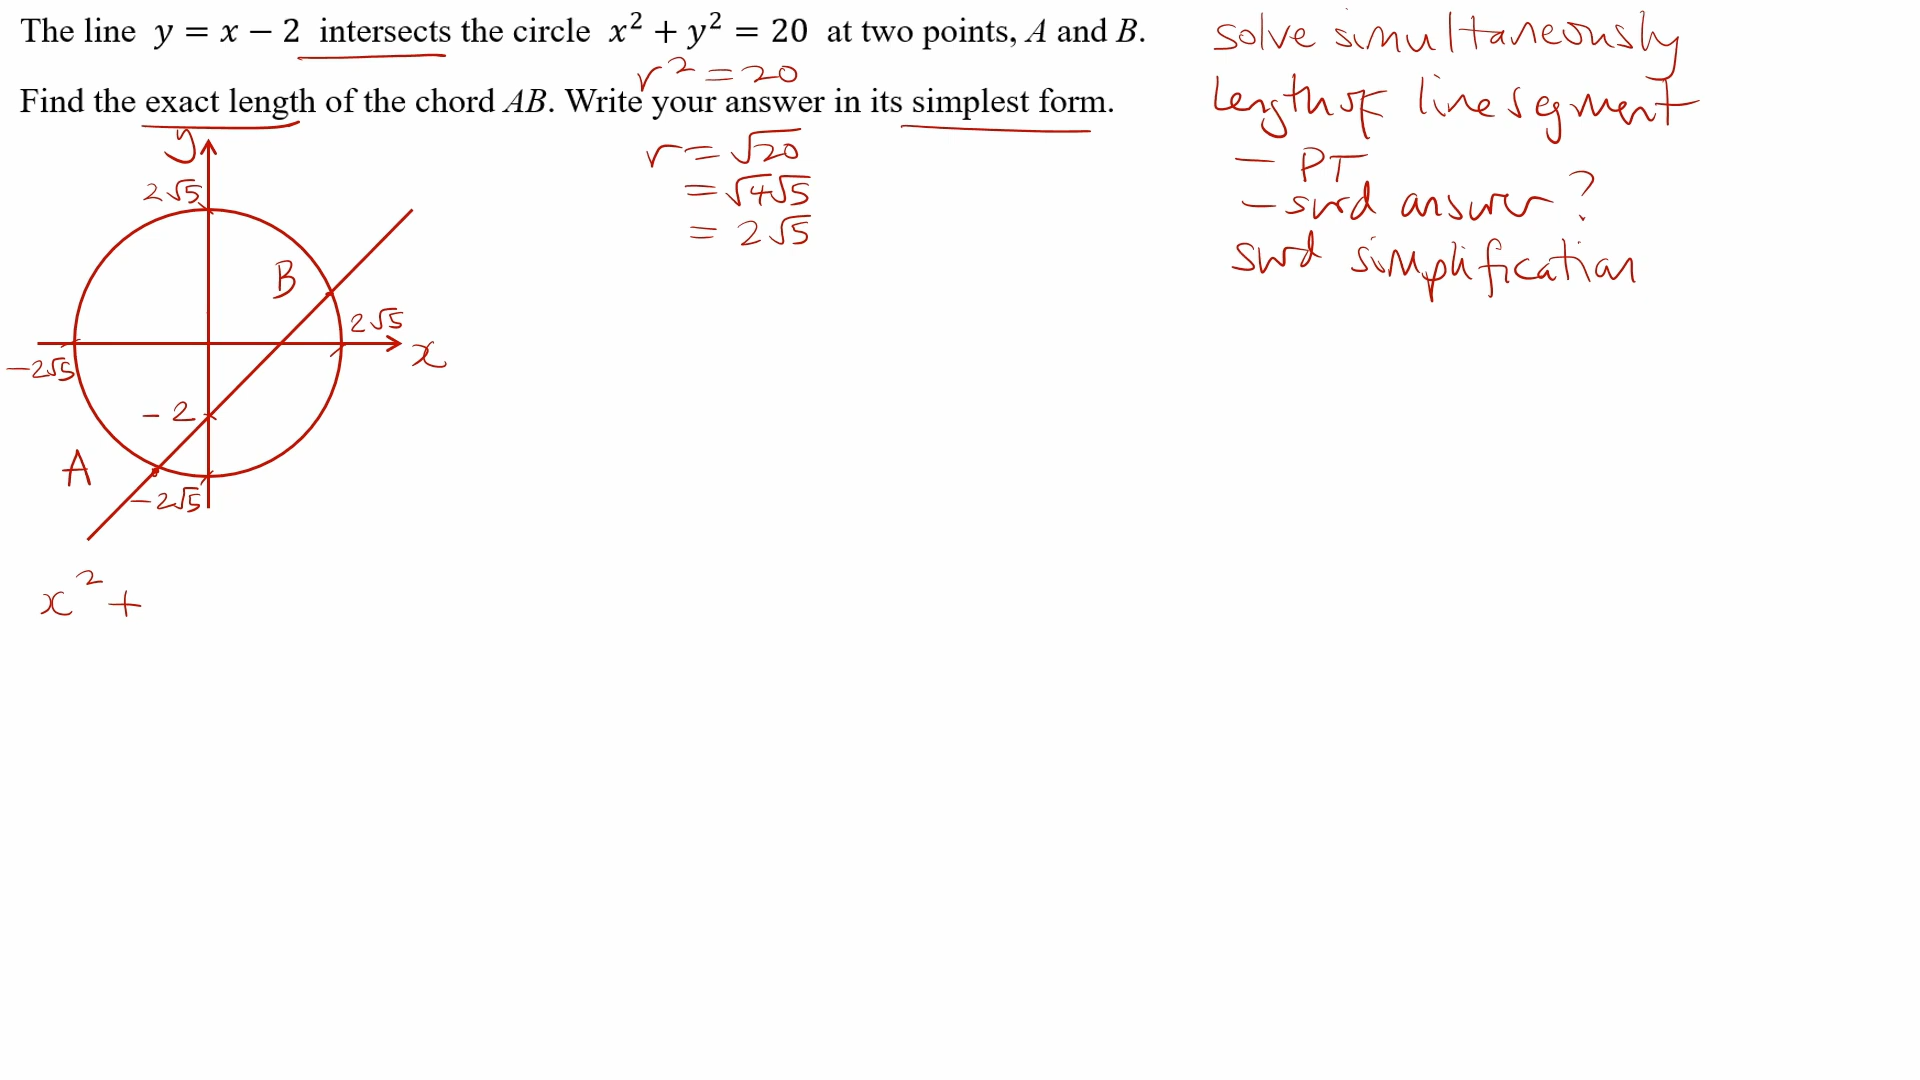 The line y = x − 2 intersects the circle x² + y² = 20 at two points, A and B.
r² = 20
Find the exact length of the chord AB. Write your answer in its simplest form.
r = √20
= √4√5
= 2√5
y
2√5
B
2√5
x
−2√5
−2
A
−2√5
x² +
solve simultaneously
Length of line segment
– PT
– surd answer?
surd simplification